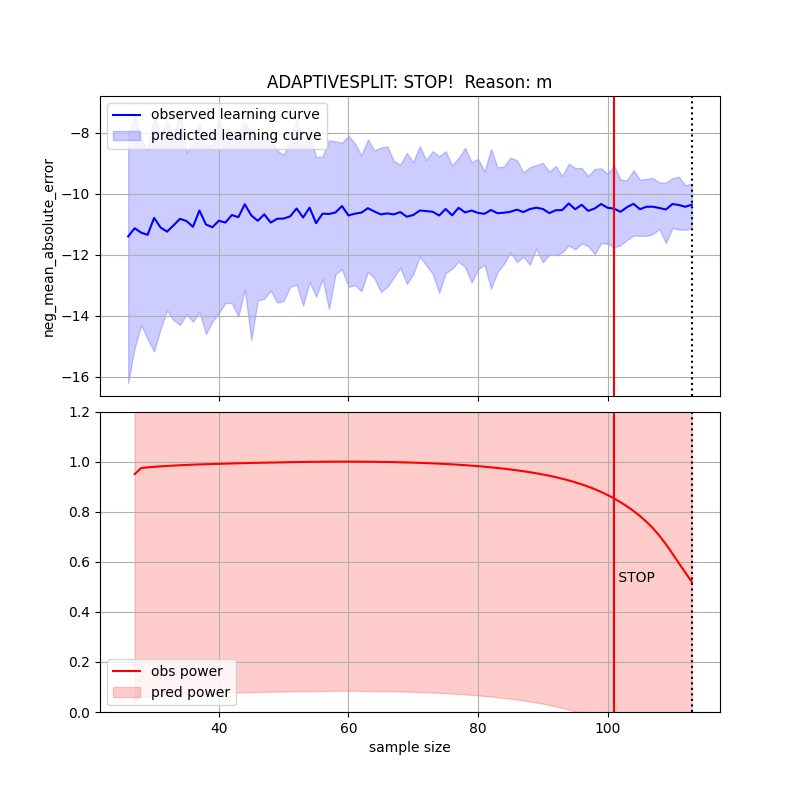 ADAPTIVESPLIT: STOP!  Reason: m
observed learning curve
predicted learning curve
neg_mean_absolute_error
−8
−10
−12
−14
−16
1.2
1.0
0.8
0.6
0.4
0.2
0.0
STOP
obs power
pred power
40 60 80 100
sample size